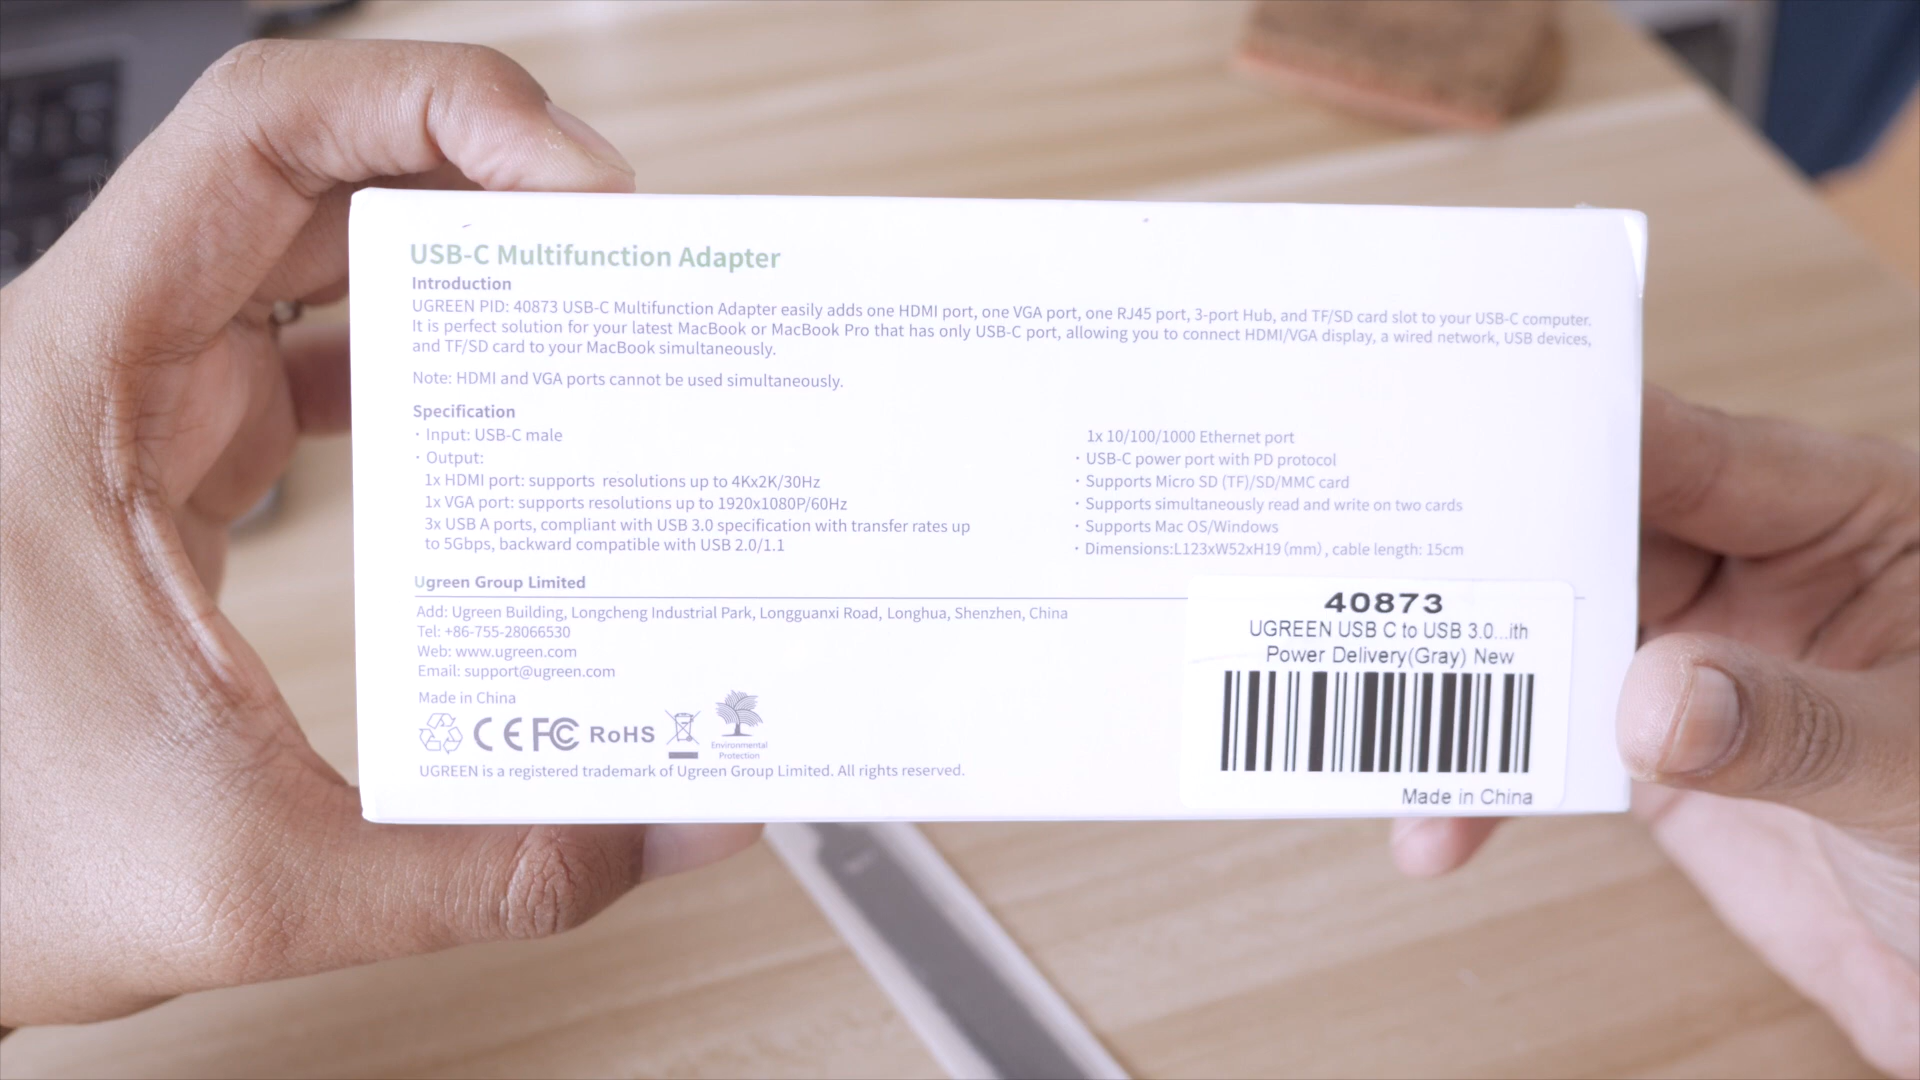 USB-C Multifunction Adapter
Introduction
UGREEN PID: 40873 USB-C Multifunction Adapter easily adds one HDMI port, one VGA port, one RJ45 port, 3-port Hub, and TF/SD card slot to your USB-C computer.
It is perfect solution for your latest MacBook or MacBook Pro that has only USB-C port, allowing you to connect HDMI/VGA display, a wired network, USB devices,
and TF/SD card to your MacBook simultaneously.
Note: HDMI and VGA ports cannot be used simultaneously.
Specification
· Input: USB-C male
· Output:
1x HDMI port: supports resolutions up to 4Kx2K/30Hz
1x VGA port: supports resolutions up to 1920x1080P/60Hz
3x USB A ports, compliant with USB 3.0 specification with transfer rates up
to 5Gbps, backward compatible with USB 2.0/1.1
1x 10/100/1000 Ethernet port
· USB-C power port with PD protocol
· Supports Micro SD (TF)/SD/MMC card
· Supports simultaneously read and write on two cards
· Supports Mac OS/Windows
· Dimensions:L123xW52xH19(mm), cable length: 15cm
Ugreen Group Limited
Add: Ugreen Building, Longcheng Industrial Park, Longguanxi Road, Longhua, Shenzhen, China
Tel: +86-755-28066530
Web: www.ugreen.com
Email: support@ugreen.com
Made in China
CE FC RoHS
Environmental
Protection
UGREEN is a registered trademark of Ugreen Group Limited. All rights reserved.
40873
UGREEN USB C to USB 3.0...ith
Power Delivery(Gray) New
Made in China